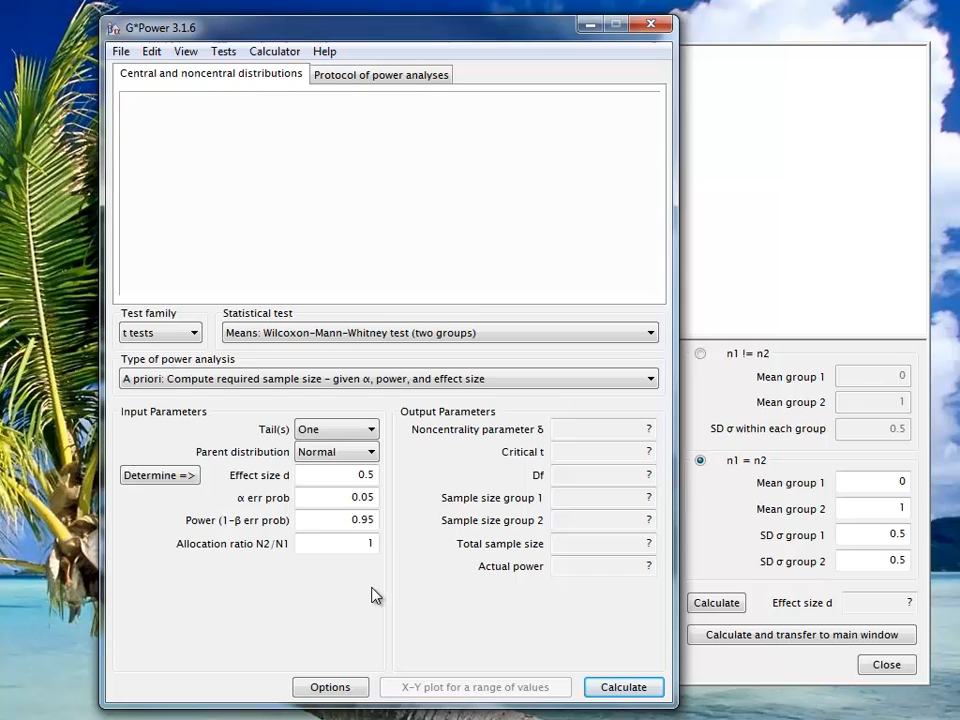 G*Power 3.1.6
File Edit View Tests Calculator Help
Central and noncentral distributions Protocol of power analyses
Test family Statistical test
t tests Means: Wilcoxon-Mann-Whitney test (two groups)
Type of power analysis
A priori: Compute required sample size - given α, power, and effect size
Input Parameters Output Parameters
Tail(s) One Noncentrality parameter δ ?
Parent distribution Normal Critical t ?
Determine => Effect size d 0.5 Df ?
α err prob 0.05 Sample size group 1 ?
Power (1-β err prob) 0.95 Sample size group 2 ?
Allocation ratio N2/N1 1 Total sample size ?
Actual power ?
Options X-Y plot for a range of values Calculate
n1 != n2
Mean group 1 0
Mean group 2 1
SD σ within each group 0.5
n1 = n2
Mean group 1 0
Mean group 2 1
SD σ group 1 0.5
SD σ group 2 0.5
Calculate Effect size d ?
Calculate and transfer to main window
Close